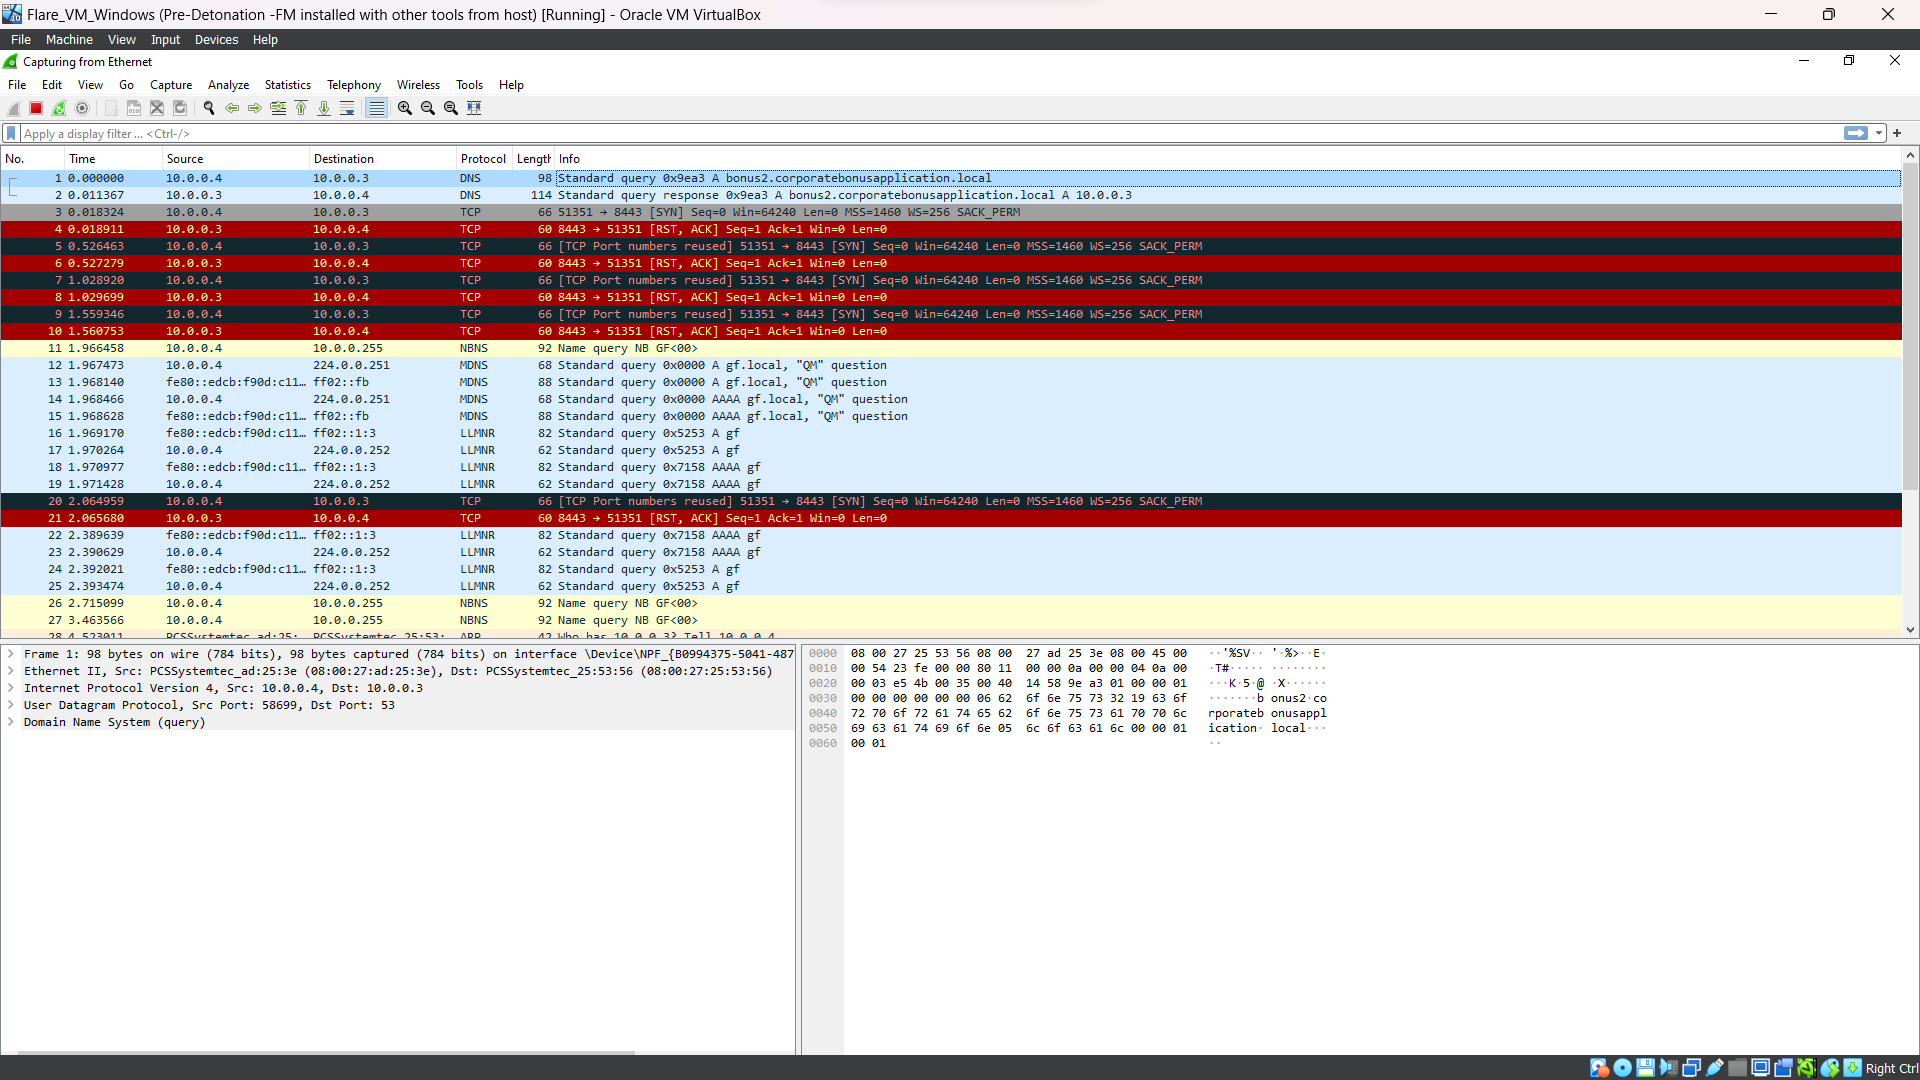 Flare_VM_Windows (Pre-Detonation -FM installed with other tools from host) [Running] - Oracle VM VirtualBox
File Machine View Input Devices Help
Capturing from Ethernet
File Edit View Go Capture Analyze Statistics Telephony Wireless Tools Help
Apply a display filter ... <Ctrl-/>
No. Time Source Destination Protocol Length Info
1 0.000000 10.0.0.4 10.0.0.3 DNS 98 Standard query 0x9ea3 A bonus2.corporatebonusapplication.local
2 0.011367 10.0.0.3 10.0.0.4 DNS 114 Standard query response 0x9ea3 A bonus2.corporatebonusapplication.local A 10.0.0.3
3 0.018324 10.0.0.4 10.0.0.3 TCP 66 51351 → 8443 [SYN] Seq=0 Win=64240 Len=0 MSS=1460 WS=256 SACK_PERM
4 0.018911 10.0.0.3 10.0.0.4 TCP 60 8443 → 51351 [RST, ACK] Seq=1 Ack=1 Win=0 Len=0
5 0.526463 10.0.0.4 10.0.0.3 TCP 66 [TCP Port numbers reused] 51351 → 8443 [SYN] Seq=0 Win=64240 Len=0 MSS=1460 WS=256 SACK_PERM
6 0.527279 10.0.0.3 10.0.0.4 TCP 60 8443 → 51351 [RST, ACK] Seq=1 Ack=1 Win=0 Len=0
7 1.028920 10.0.0.4 10.0.0.3 TCP 66 [TCP Port numbers reused] 51351 → 8443 [SYN] Seq=0 Win=64240 Len=0 MSS=1460 WS=256 SACK_PERM
8 1.029699 10.0.0.3 10.0.0.4 TCP 60 8443 → 51351 [RST, ACK] Seq=1 Ack=1 Win=0 Len=0
9 1.559346 10.0.0.4 10.0.0.3 TCP 66 [TCP Port numbers reused] 51351 → 8443 [SYN] Seq=0 Win=64240 Len=0 MSS=1460 WS=256 SACK_PERM
10 1.560753 10.0.0.3 10.0.0.4 TCP 60 8443 → 51351 [RST, ACK] Seq=1 Ack=1 Win=0 Len=0
11 1.966458 10.0.0.4 10.0.0.255 NBNS 92 Name query NB GF<00>
12 1.967473 10.0.0.4 224.0.0.251 MDNS 68 Standard query 0x0000 A gf.local, "QM" question
13 1.968140 fe80::edcb:f90d:c11… ff02::fb MDNS 88 Standard query 0x0000 A gf.local, "QM" question
14 1.968466 10.0.0.4 224.0.0.251 MDNS 68 Standard query 0x0000 AAAA gf.local, "QM" question
15 1.968628 fe80::edcb:f90d:c11… ff02::fb MDNS 88 Standard query 0x0000 AAAA gf.local, "QM" question
16 1.969170 fe80::edcb:f90d:c11… ff02::1:3 LLMNR 82 Standard query 0x5253 A gf
17 1.970264 10.0.0.4 224.0.0.252 LLMNR 62 Standard query 0x5253 A gf
18 1.970977 fe80::edcb:f90d:c11… ff02::1:3 LLMNR 82 Standard query 0x7158 AAAA gf
19 1.971428 10.0.0.4 224.0.0.252 LLMNR 62 Standard query 0x7158 AAAA gf
20 2.064959 10.0.0.4 10.0.0.3 TCP 66 [TCP Port numbers reused] 51351 → 8443 [SYN] Seq=0 Win=64240 Len=0 MSS=1460 WS=256 SACK_PERM
21 2.065680 10.0.0.3 10.0.0.4 TCP 60 8443 → 51351 [RST, ACK] Seq=1 Ack=1 Win=0 Len=0
22 2.389639 fe80::edcb:f90d:c11… ff02::1:3 LLMNR 82 Standard query 0x7158 AAAA gf
23 2.390629 10.0.0.4 224.0.0.252 LLMNR 62 Standard query 0x7158 AAAA gf
24 2.392021 fe80::edcb:f90d:c11… ff02::1:3 LLMNR 82 Standard query 0x5253 A gf
25 2.393474 10.0.0.4 224.0.0.252 LLMNR 62 Standard query 0x5253 A gf
26 2.715099 10.0.0.4 10.0.0.255 NBNS 92 Name query NB GF<00>
27 3.463566 10.0.0.4 10.0.0.255 NBNS 92 Name query NB GF<00>
28 4.523011 PCSSystemtec_ad:25: PCSSystemtec_25:53: ARP 42 Who has 10.0.0.3? Tell 10.0.0.4
Frame 1: 98 bytes on wire (784 bits), 98 bytes captured (784 bits) on interface \Device\NPF_{B0994375-5041-487
Ethernet II, Src: PCSSystemtec_ad:25:3e (08:00:27:ad:25:3e), Dst: PCSSystemtec_25:53:56 (08:00:27:25:53:56)
Internet Protocol Version 4, Src: 10.0.0.4, Dst: 10.0.0.3
User Datagram Protocol, Src Port: 58699, Dst Port: 53
Domain Name System (query)
0000 08 00 27 25 53 56 08 00 27 ad 25 3e 08 00 45 00 ··'%SV·· '·%>··E·
0010 00 54 23 fe 00 00 80 11 00 00 0a 00 00 04 0a 00 ·T#····· ········
0020 00 03 e5 4b 00 35 00 40 14 58 9e a3 01 00 00 01 ···K·5·@ ·X······
0030 00 00 00 00 00 00 06 62 6f 6e 75 73 32 19 63 6f ·······b onus2·co
0040 72 70 6f 72 61 74 65 62 6f 6e 75 73 61 70 70 6c rporateb onusappl
0050 69 63 61 74 69 6f 6e 05 6c 6f 63 61 6c 00 00 01 ication· local···
0060 00 01 ··
Right Ctrl